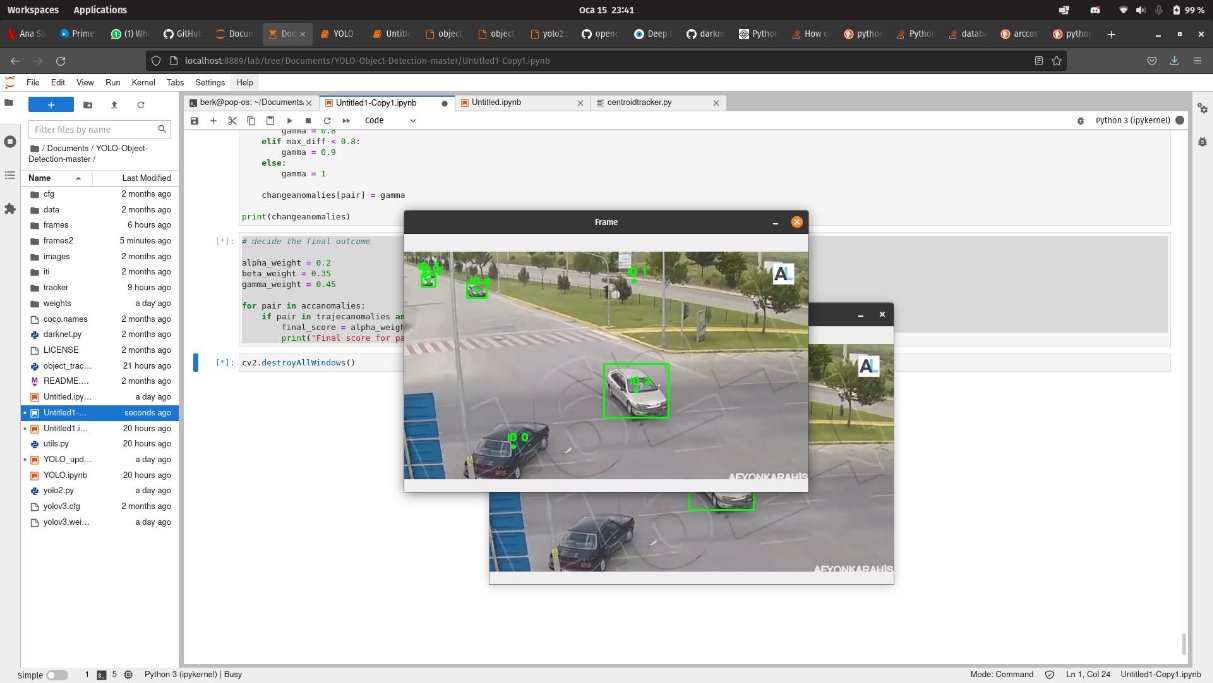 Workspaces Applications Oca 15 23:41 99 %
Ana Sa Prime (1) Wh GitHub Docum Doc YOLO Untitle object object yolo2. openc Deep L darkne Python How ca python Python datab arccos python
localhost:8889/lab/tree/Documents/YOLO-Object-Detection-master/Untitled1-Copy1.ipynb
File Edit View Run Kernel Tabs Settings Help
berk@pop-os: ~/Documents Untitled1-Copy1.ipynb Untitled.ipynb centroidtracker.py
Code Python 3 (ipykernel)
Filter files by name
/ Documents / YOLO-Object-
Detection-master /
Name Last Modified
cfg 2 months ago
data 2 months ago
frames 6 hours ago
frames2 5 minutes ago
images 2 months ago
iti 2 months ago
tracker 9 hours ago
weights a day ago
coco.names 2 months ago
darknet.py 2 months ago
LICENSE 2 months ago
object_trac... 21 hours ago
README.... 2 months ago
Untitled.ipy... a day ago
Untitled1-... seconds ago
Untitled1.i... 20 hours ago
utils.py 20 hours ago
YOLO_upd... a day ago
YOLO.ipynb 20 hours ago
yolo2.py a day ago
yolov3.cfg 2 months ago
yolov3.wei... a day ago
gamma = 0.8
elif max_diff < 0.8:
gamma = 0.9
else:
gamma = 1
changeanomalies[pair] = gamma
print(changeanomalies)
[*]: # decide the final outcome
alpha_weight = 0.2
beta_weight = 0.35
gamma_weight = 0.45
for pair in accanomalies:
if pair in trajecanomalies an
final_score = alpha_weigh
print("Final score for pa
[*]: cv2.destroyAllWindows()
Frame
AL
ID 1
ID 2
ID 0
AFYONKARAHİS
AL
AFYONKARAHİS
Simple 1 5 Python 3 (ipykernel) | Busy Mode: Command Ln 1, Col 24 Untitled1-Copy1.ipynb